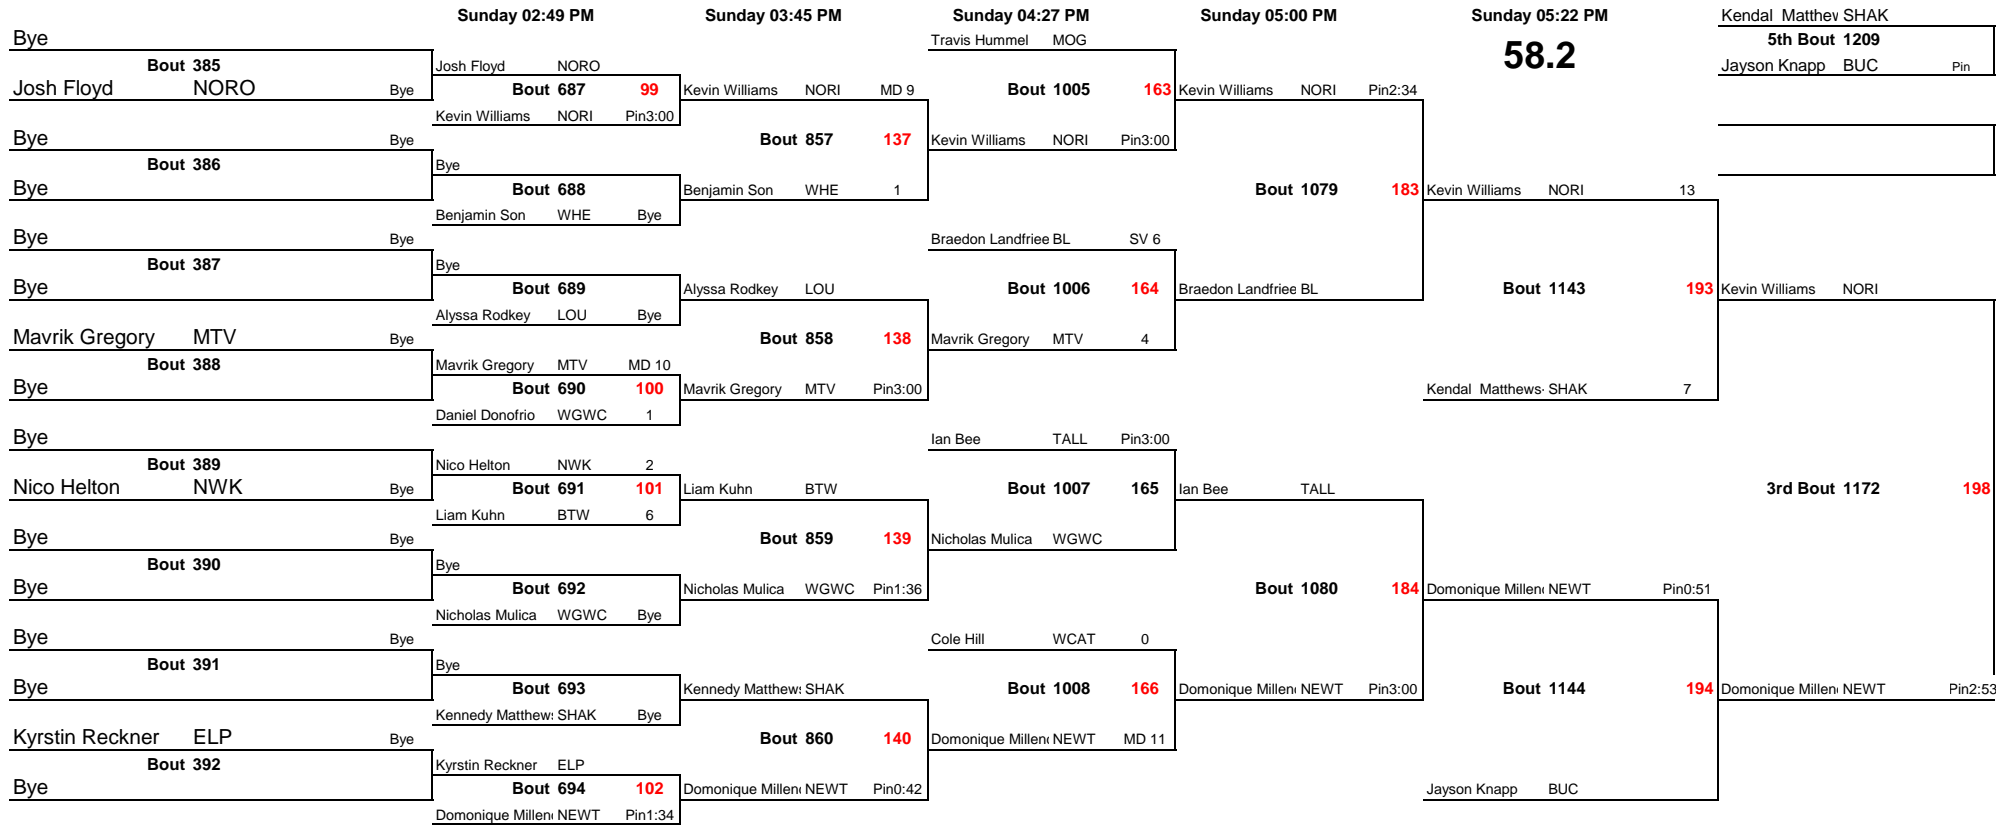 Sunday 02:49 PM Sunday 03:45 PM Sunday 04:27 PM Sunday 05:00 PM Sunday 05:22 PM Kendal Matthew SHAK
Bye Travis Hummel MOG 58.2 5th Bout 1209
Bout 385 Josh Floyd NORO Jayson Knapp BUC Pin
Josh Floyd NORO Bye Bout 687 99 Kevin Williams NORI MD 9 Bout 1005 163 Kevin Williams NORI Pin2:34
Kevin Williams NORI Pin3:00
Bye Bye Bout 857 137 Kevin Williams NORI Pin3:00
Bout 386 Bye
Bye Bout 688 Benjamin Son WHE 1 Bout 1079 183 Kevin Williams NORI 13
Benjamin Son WHE Bye
Bye Bye Braedon Landfriee BL SV 6
Bout 387 Bye
Bye Bout 689 Alyssa Rodkey LOU Bout 1006 164 Braedon Landfriee BL Bout 1143 193 Kevin Williams NORI
Alyssa Rodkey LOU Bye
Mavrik Gregory MTV Bye Bout 858 138 Mavrik Gregory MTV 4
Bout 388 Mavrik Gregory MTV MD 10
Bye Bout 690 100 Mavrik Gregory MTV Pin3:00 Kendal Matthews- SHAK 7
Daniel Donofrio WGWC 1
Bye Ian Bee TALL Pin3:00
Bout 389 Nico Helton NWK 2
Nico Helton NWK Bye Bout 691 101 Liam Kuhn BTW Bout 1007 165 Ian Bee TALL 3rd Bout 1172 198
Liam Kuhn BTW 6
Bye Bye Bout 859 139 Nicholas Mulica WGWC
Bout 390 Bye
Bye Bout 692 Nicholas Mulica WGWC Pin1:36 Bout 1080 184 Domonique Millen NEWT Pin0:51
Nicholas Mulica WGWC Bye
Bye Bye Cole Hill WCAT 0
Bout 391 Bye
Bye Bout 693 Kennedy Matthew SHAK Bout 1008 166 Domonique Millen NEWT Pin3:00 Bout 1144 194 Domonique Millen NEWT Pin2:53
Kennedy Matthew SHAK Bye
Kyrstin Reckner ELP Bye Bout 860 140 Domonique Millen NEWT MD 11
Bout 392 Kyrstin Reckner ELP
Bye Bout 694 102 Domonique Millen NEWT Pin0:42 Jayson Knapp BUC
Domonique Millen NEWT Pin1:34